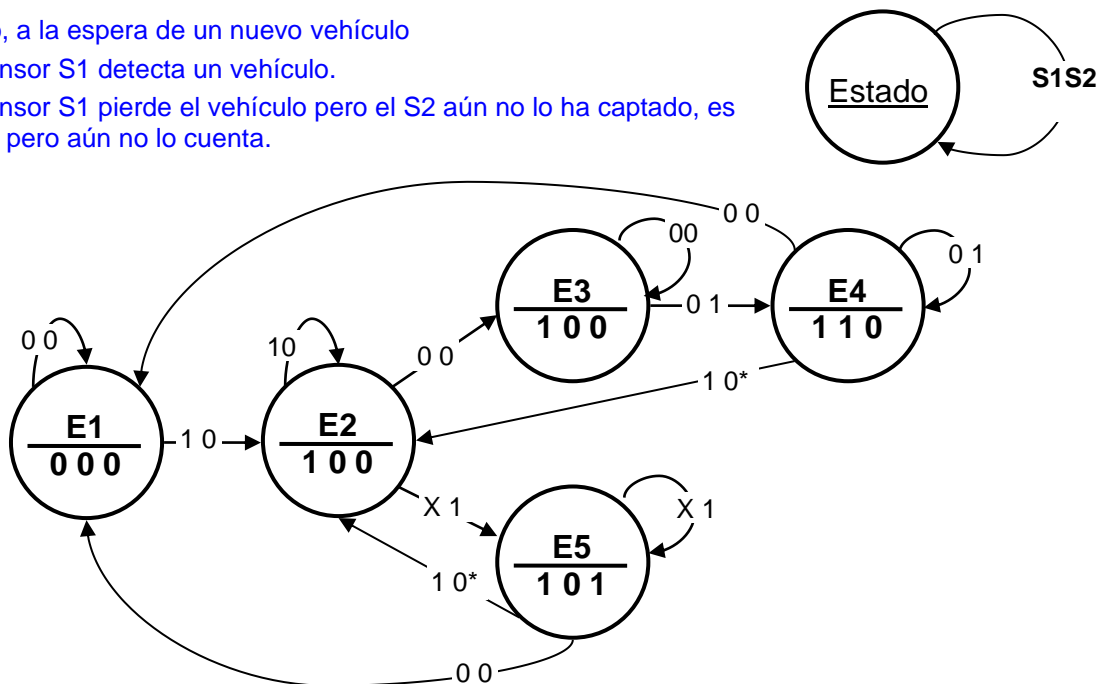 o, a la espera de un nuevo vehículo
nsor S1 detecta un vehículo.
nsor S1 pierde el vehículo pero el S2 aún no lo ha captado, es
pero aún no lo cuenta.
Estado
S1S2
0 0
00
0 1
E3
1 0 0
0 1
E4
1 1 0
0 0
10
0 0
1 0*
E1
0 0 0
1 0
E2
1 0 0
X 1
X 1
E5
1 0 1
1 0*
0 0